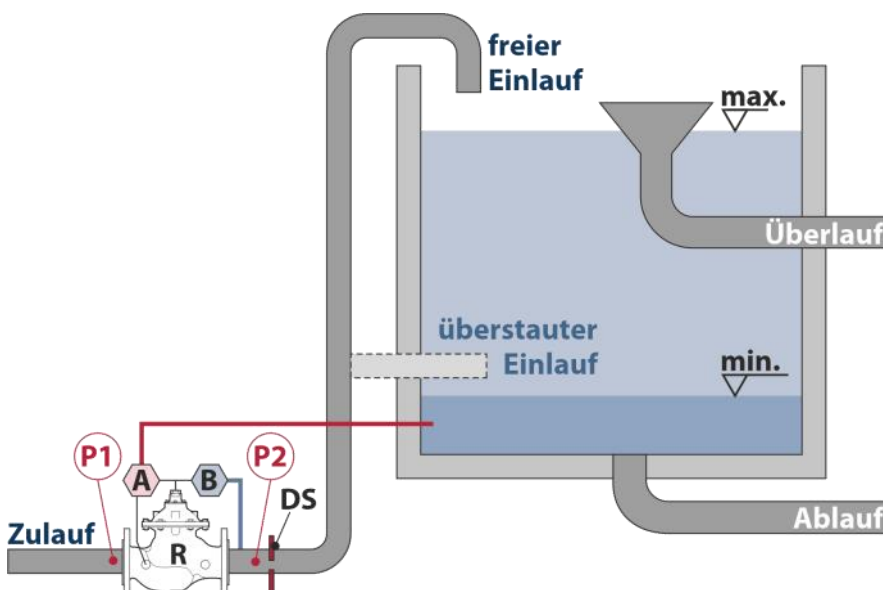 freier
Einlauf
max.
Überlauf
überstauter
Einlauf
min.
P1
A
B
P2
DS
Zulauf
R
Ablauf